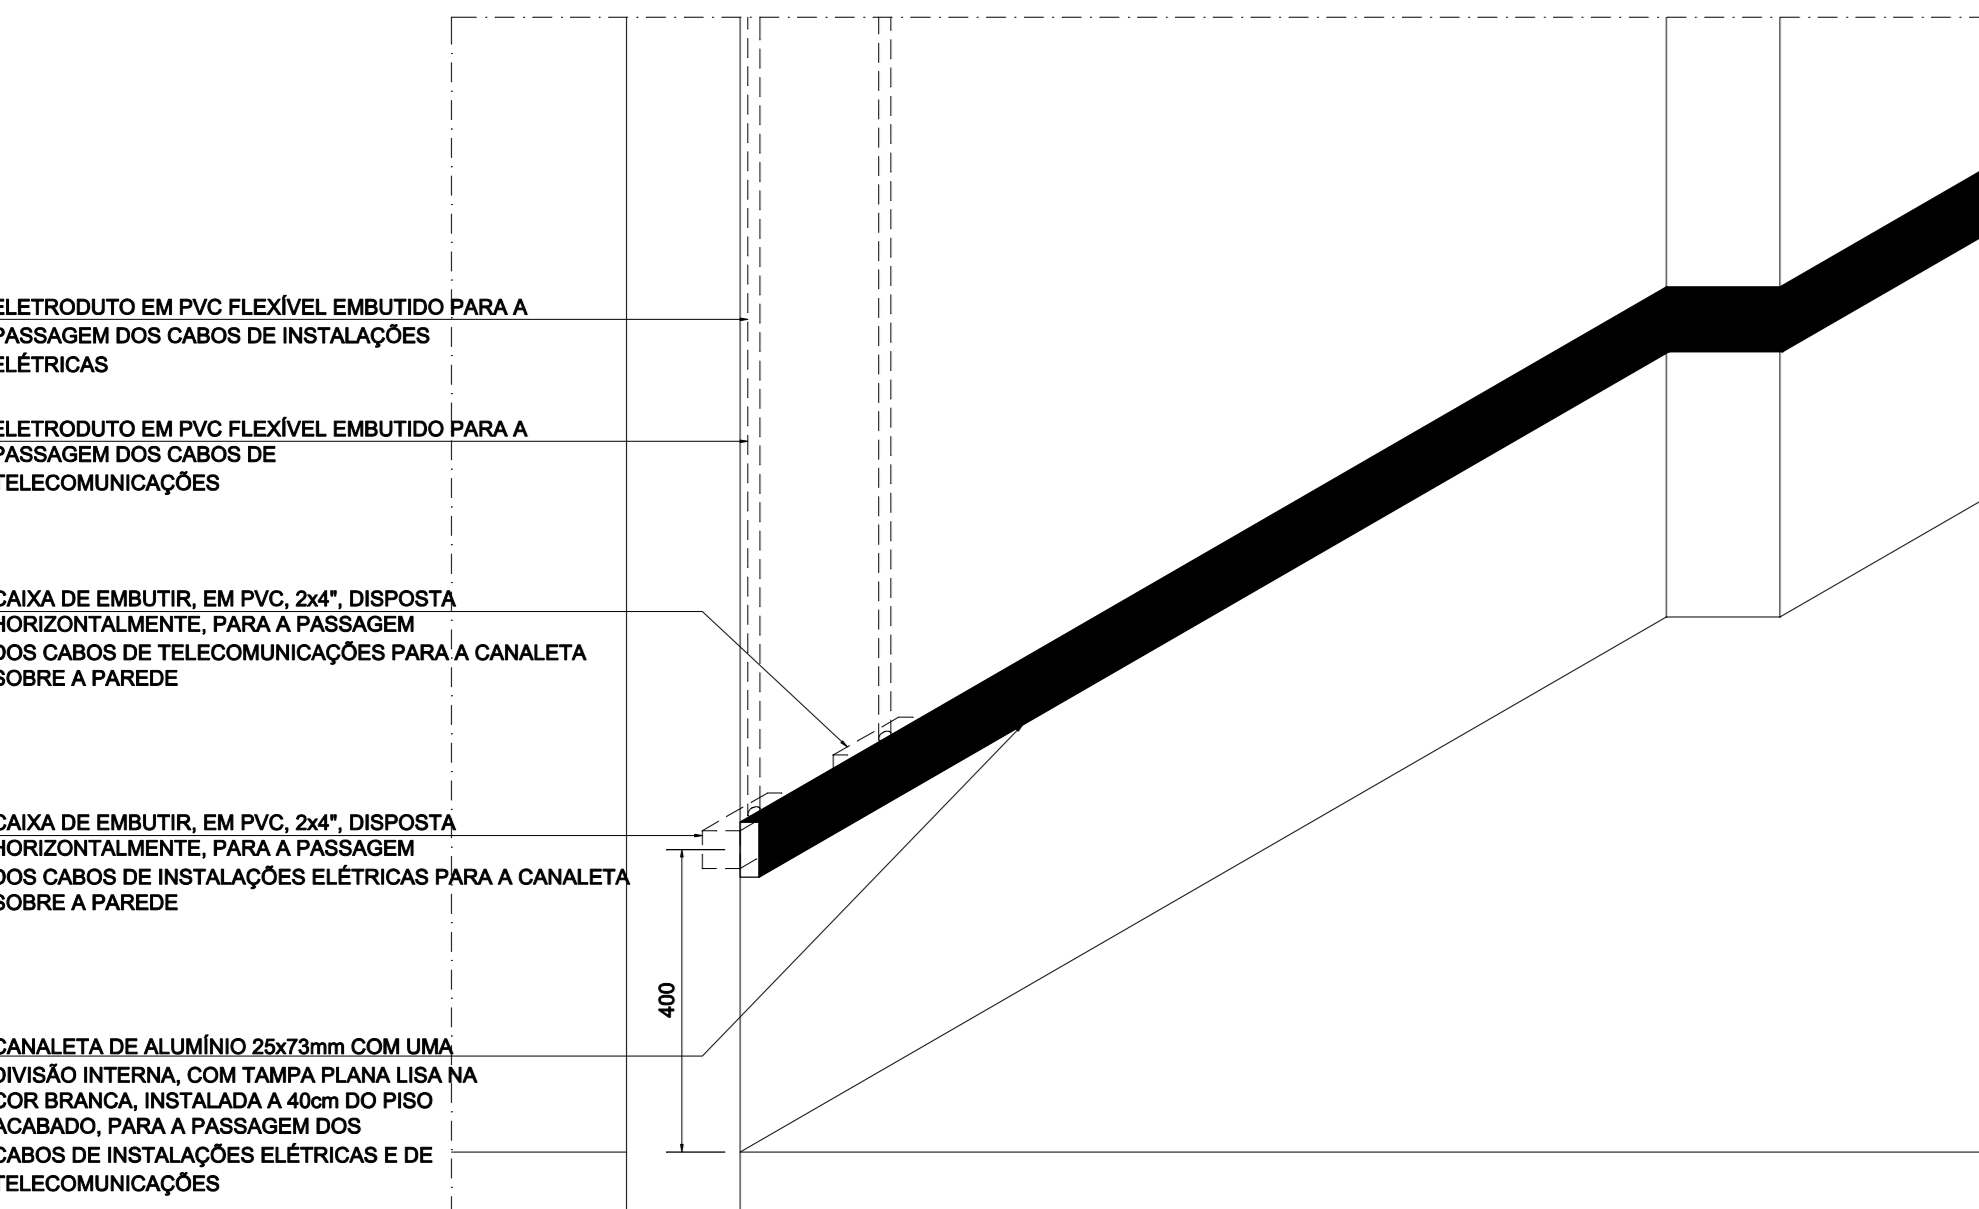 ELETRODUTO EM PVC FLEXÍVEL EMBUTIDO PARA A
PASSAGEM DOS CABOS DE INSTALAÇÕES
ELÉTRICAS
ELETRODUTO EM PVC FLEXÍVEL EMBUTIDO PARA A
PASSAGEM DOS CABOS DE
TELECOMUNICAÇÕES
CAIXA DE EMBUTIR, EM PVC, 2x4", DISPOSTA
HORIZONTALMENTE, PARA A PASSAGEM
DOS CABOS DE TELECOMUNICAÇÕES PARA A CANALETA
SOBRE A PAREDE
CAIXA DE EMBUTIR, EM PVC, 2x4", DISPOSTA
HORIZONTALMENTE, PARA A PASSAGEM
DOS CABOS DE INSTALAÇÕES ELÉTRICAS PARA A CANALETA
SOBRE A PAREDE
400
CANALETA DE ALUMÍNIO 25x73mm COM UMA
DIVISÃO INTERNA, COM TAMPA PLANA LISA NA
COR BRANCA, INSTALADA A 40cm DO PISO
ACABADO, PARA A PASSAGEM DOS
CABOS DE INSTALAÇÕES ELÉTRICAS E DE
TELECOMUNICAÇÕES